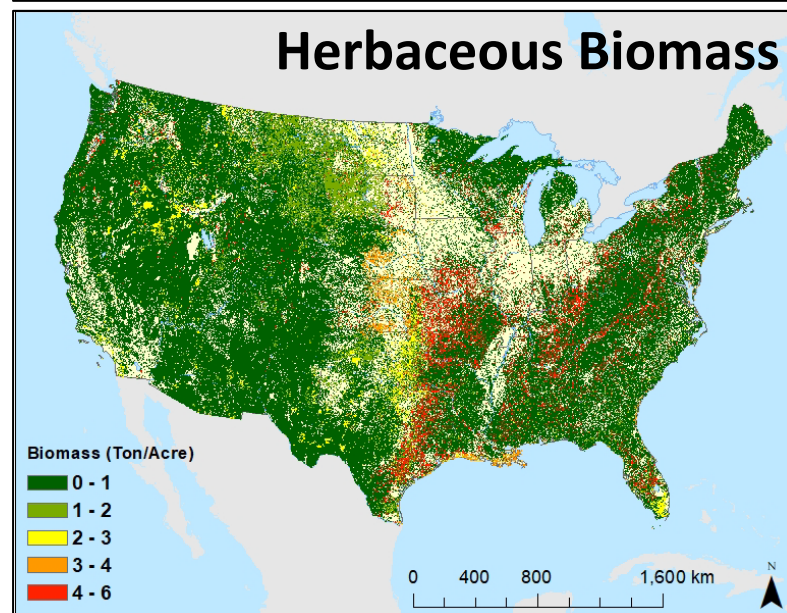 Herbaceous Biomass
Biomass (Ton/Acre)
0 - 1
1 - 2
2 - 3
3 - 4
4 - 6
0 400 800 1,600 km
N